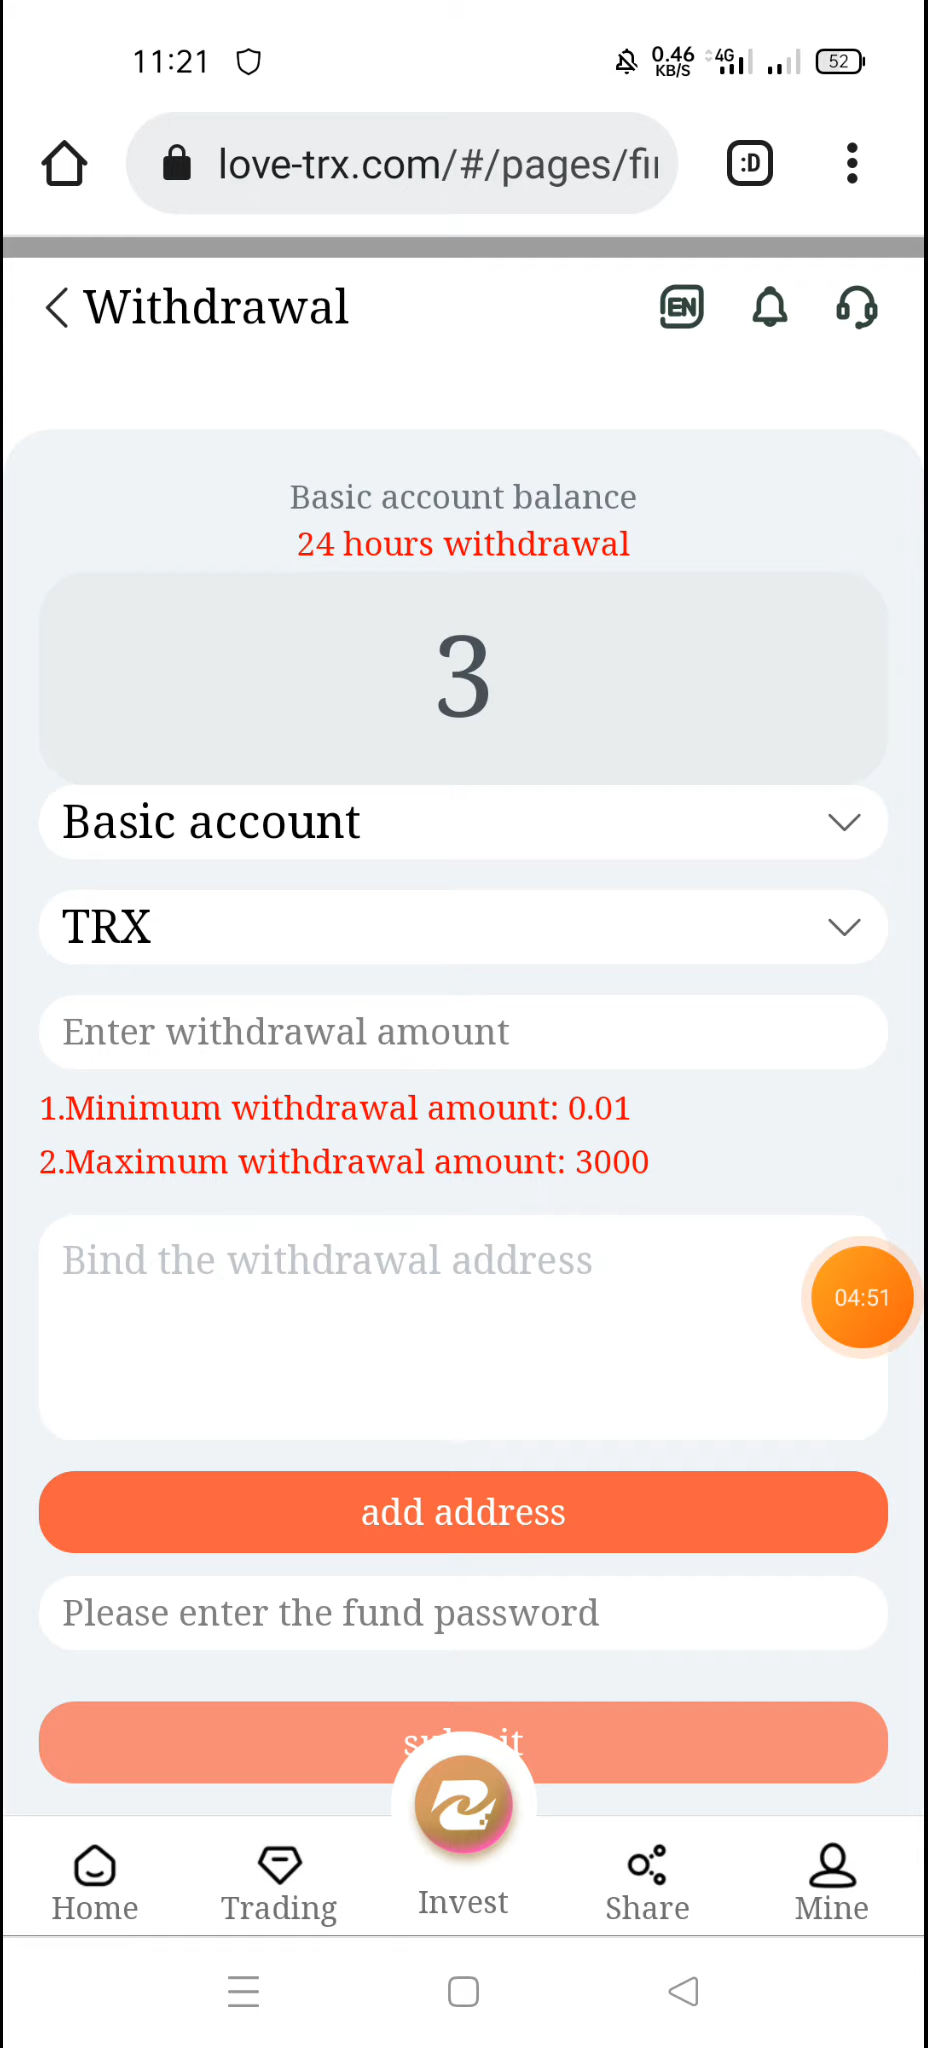 11:21
0.46 KB/S 4G 52
love-trx.com/#/pages/fi
:D
Withdrawal
EN
Basic account balance
24 hours withdrawal
3
Basic account
TRX
Enter withdrawal amount
1.Minimum withdrawal amount: 0.01
2.Maximum withdrawal amount: 3000
Bind the withdrawal address
04:51
add address
Please enter the fund password
Home
Trading
Invest
Share
Mine